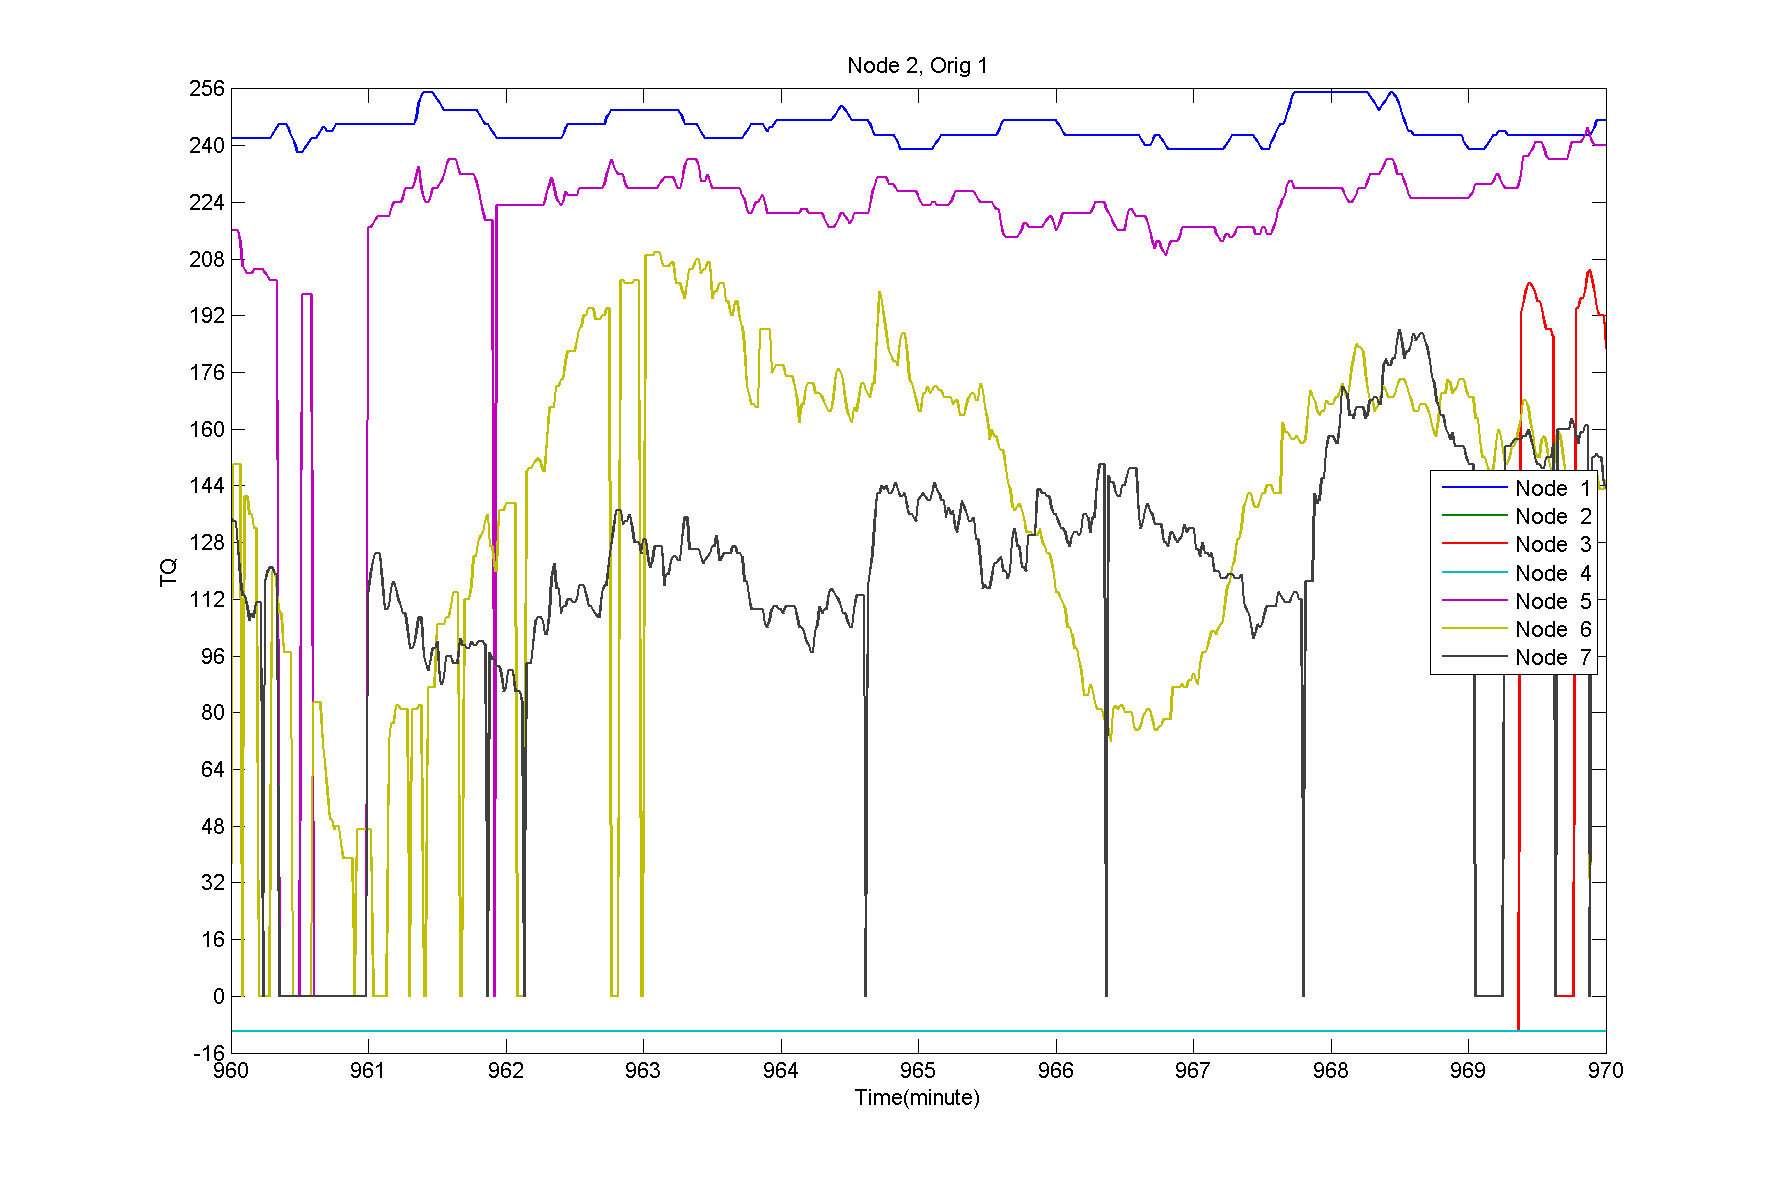 Node 2, Orig 1
256
240
224
208
192
176
160
144
128
112
96
80
64
48
32
16
0
-16
TQ
Node 1
Node 2
Node 3
Node 4
Node 5
Node 6
Node 7
960 961 962 963 964 965 966 967 968 969 970
Time(minute)